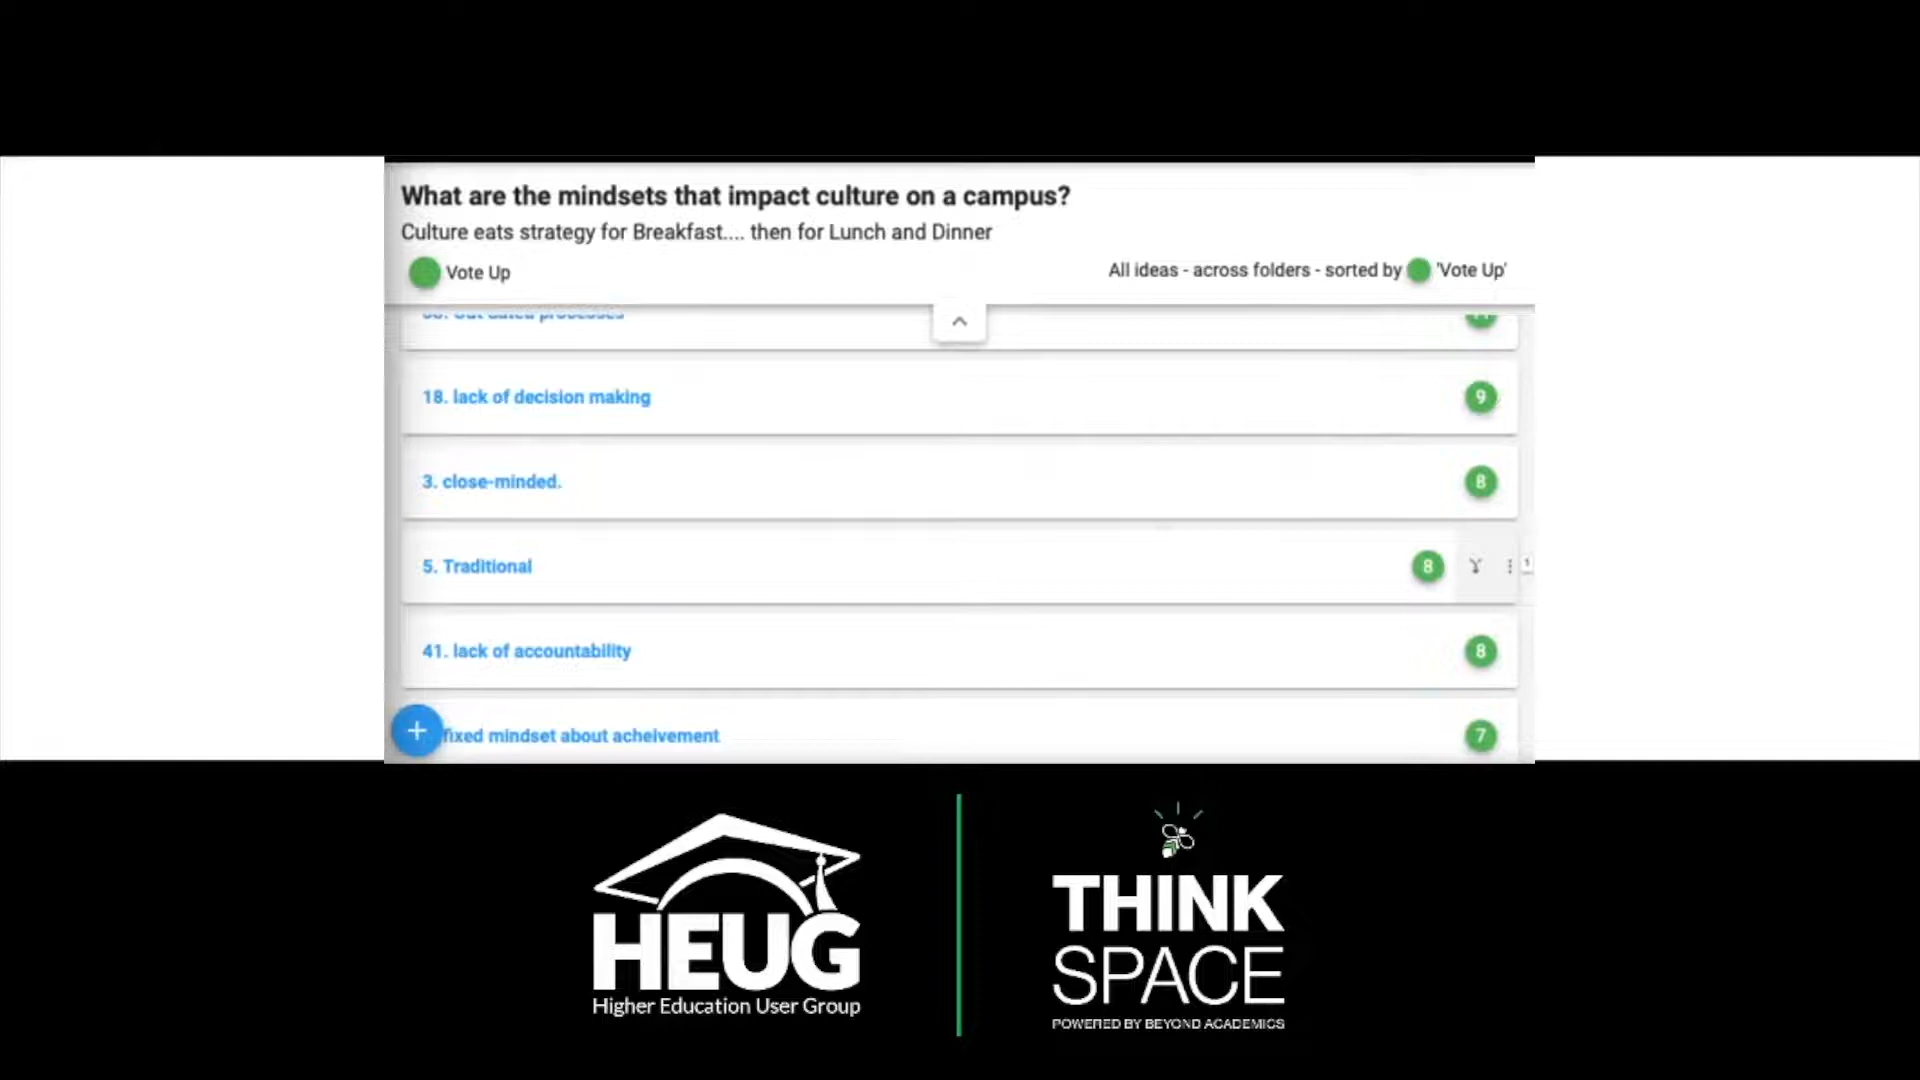 What are the mindsets that impact culture on a campus?
Culture eats strategy for Breakfast.... then for Lunch and Dinner
Vote Up
All ideas - across folders - sorted by 'Vote Up'
processes
18. lack of decision making
9
3. close-minded.
8
5. Traditional
8
1
41. lack of accountability
8
+
fixed mindset about acheivement
7
HEUG
Higher Education User Group
THINK
SPACE
POWERED BY BEYOND ACADEMICS